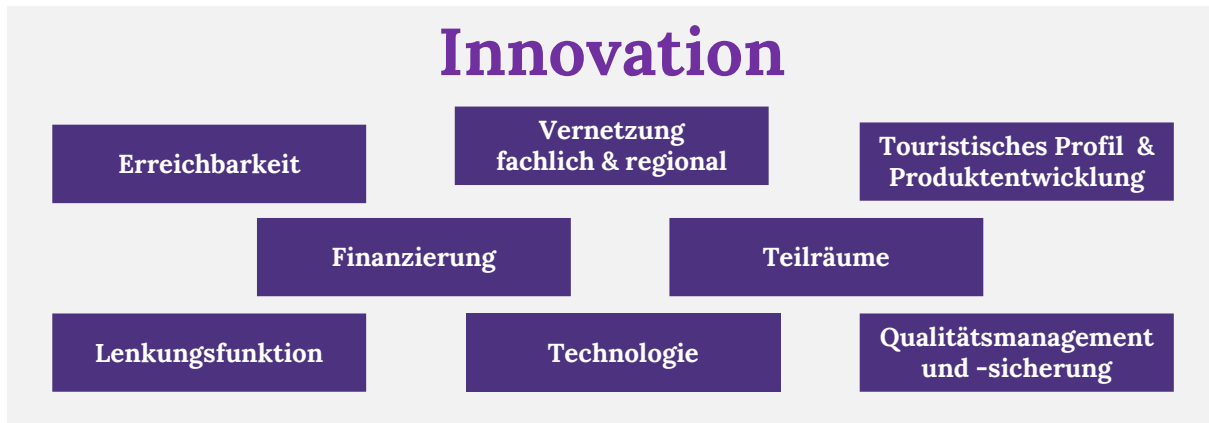 Innovation
Erreichbarkeit
Vernetzung
fachlich & regional
Touristisches Profil &
Produktentwicklung
Finanzierung
Teilräume
Lenkungsfunktion
Technologie
Qualitätsmanagement
und -sicherung